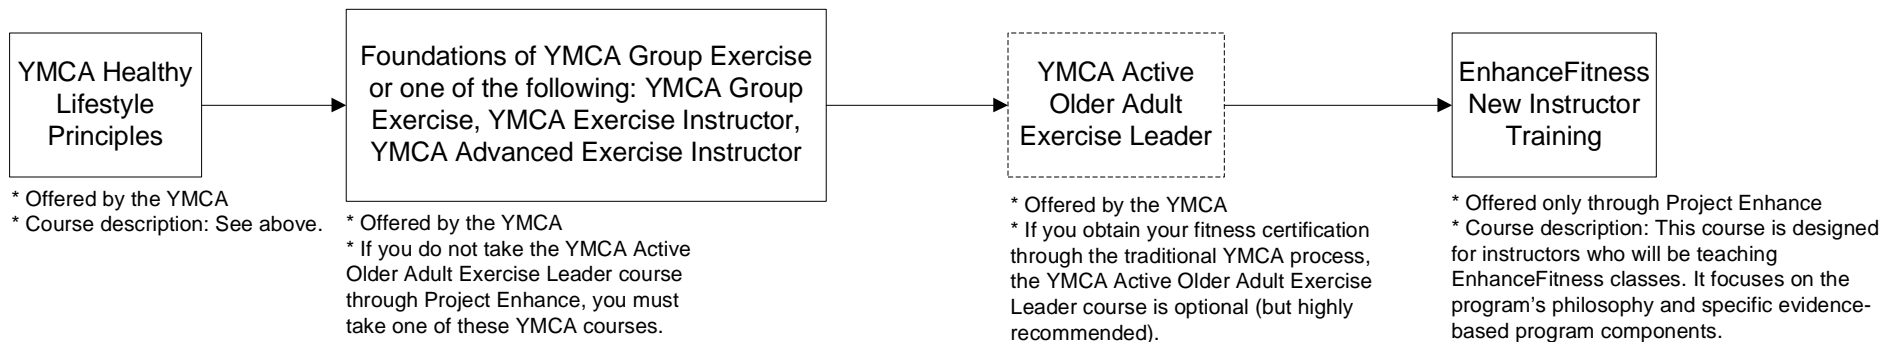 YMCA Healthy
Lifestyle
Principles
* Offered by the YMCA
* Course description: See above.
Foundations of YMCA Group Exercise
or one of the following: YMCA Group
Exercise, YMCA Exercise Instructor,
YMCA Advanced Exercise Instructor
* Offered by the YMCA
* If you do not take the YMCA Active
Older Adult Exercise Leader course
through Project Enhance, you must
take one of these YMCA courses.
YMCA Active
Older Adult
Exercise Leader
* Offered by the YMCA
* If you obtain your fitness certification
through the traditional YMCA process,
the YMCA Active Older Adult Exercise
Leader course is optional (but highly
recommended).
EnhanceFitness
New Instructor
Training
* Offered only through Project Enhance
* Course description: This course is designed
for instructors who will be teaching
EnhanceFitness classes. It focuses on the
program's philosophy and specific evidence-
based program components.